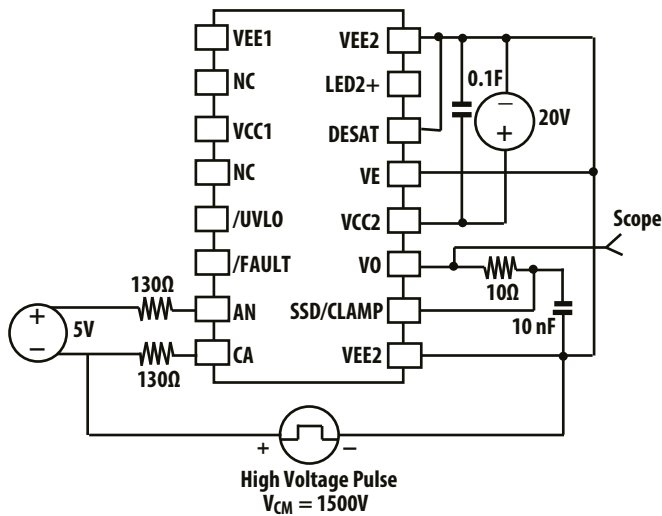 VEE1
VEE2
NC
LED2+
0.1F
VCC1
DESAT
−
+
20V
NC
VE
/UVLO
VCC2
Scope
/FAULT
VO
130Ω
10Ω
+
−
5V
AN
SSD/CLAMP
10 nF
CA
VEE2
130Ω
+
−
High Voltage Pulse
VCM = 1500V